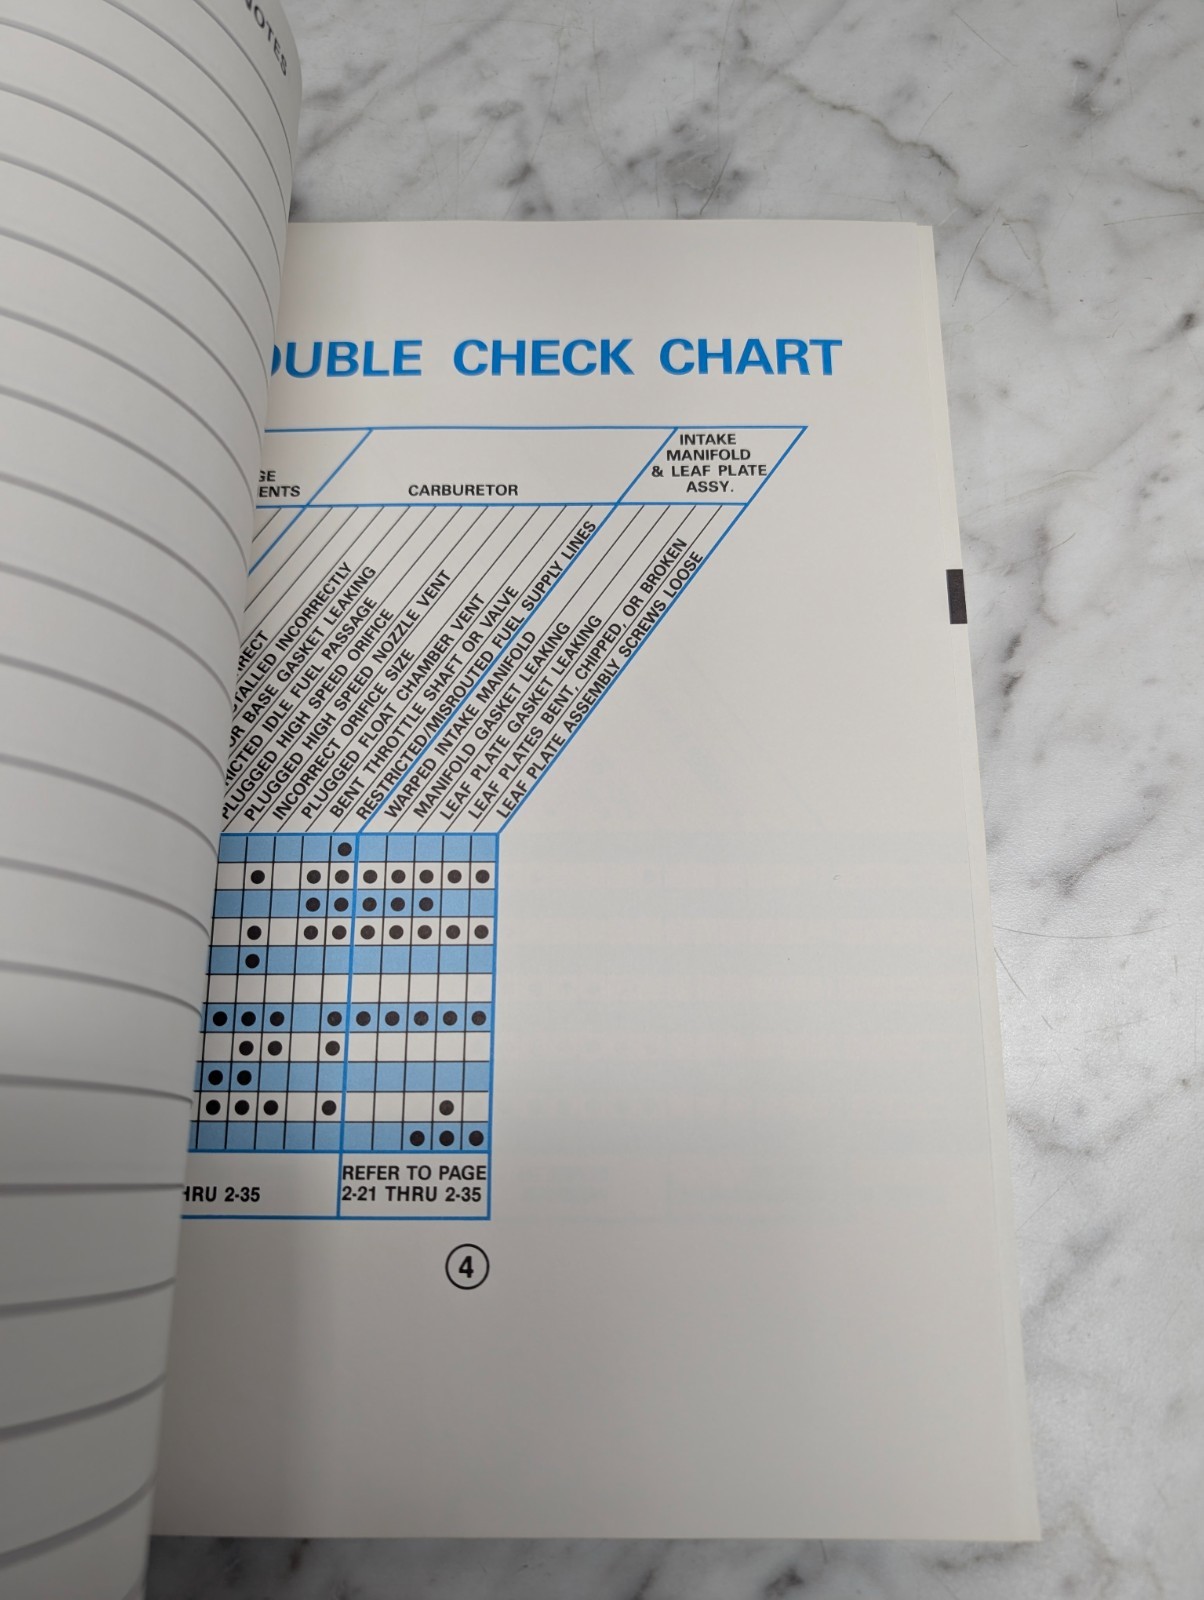 NOTES
OUBLE CHECK CHART
GE
ENTS
CARBURETOR
INTAKE
MANIFOLD
& LEAF PLATE
ASSY.
RRECT
STALLED INCORRECTLY
OR BASE GASKET LEAKING
RICTED IDLE FUEL PASSAGE
PLUGGED HIGH SPEED ORIFICE
PLUGGED HIGH SPEED NOZZLE VENT
INCORRECT ORIFICE SIZE
PLUGGED FLOAT CHAMBER VENT
BENT THROTTLE SHAFT OR VALVE
RESTRICTED/MISROUTED FUEL SUPPLY LINES
WARPED INTAKE MANIFOLD
MANIFOLD GASKET LEAKING
LEAF PLATE GASKET LEAKING
LEAF PLATES BENT, CHIPPED, OR BROKEN
LEAF PLATE ASSEMBLY SCREWS LOOSE
HRU 2-35
REFER TO PAGE
2-21 THRU 2-35
4